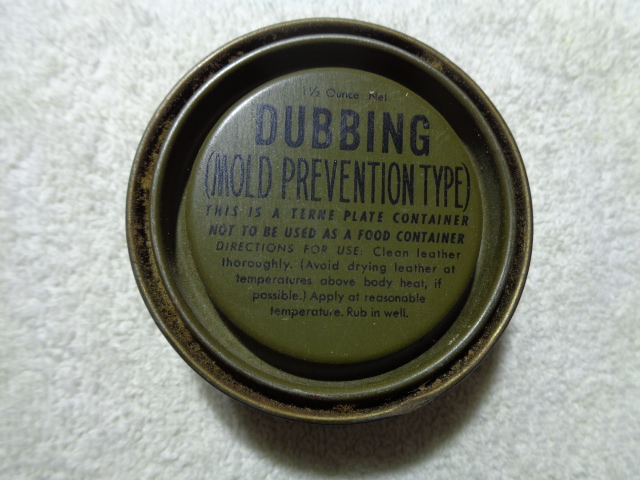 1½ Ounce Net
DUBBING
(MOLD PREVENTION TYPE)
THIS IS A TERNE PLATE CONTAINER
NOT TO BE USED AS A FOOD CONTAINER
DIRECTIONS FOR USE: Clean leather
thoroughly. (Avoid drying leather at
temperatures above body heat, if
possible.) Apply at reasonable
temperature. Rub in well.